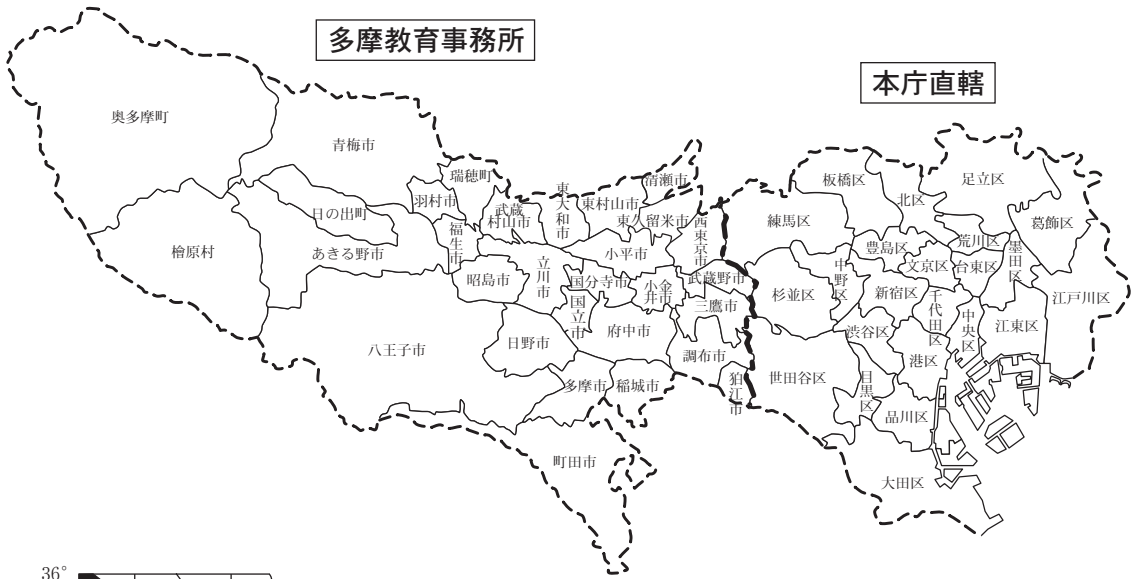 多摩教育事務所
本庁直轄
奥多摩町
青梅市
瑞穂町
羽村市
日の出町
檜原村
あきる野市
福生市
武蔵
村山市
東大和市
東村山市
清瀬市
東久留米市
西東京市
小平市
昭島市
立川市
国分寺市
国立市
小金
井市
武蔵野市
三鷹市
八王子市
日野市
府中市
調布市
狛江市
多摩市
稲城市
町田市
板橋区
北区
足立区
葛飾区
練馬区
豊島区
荒川区
墨田区
文京区
台東区
中野区
杉並区
新宿区
千代田区
中央区
江東区
江戸川区
渋谷区
港区
世田谷区
目黒区
品川区
大田区
36°